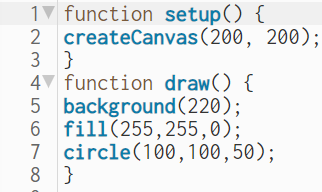 1 function setup() {
2 createCanvas(200, 200);
3 }
4 function draw() {
5 background(220);
6 fill(255,255,0);
7 circle(100,100,50);
8 }